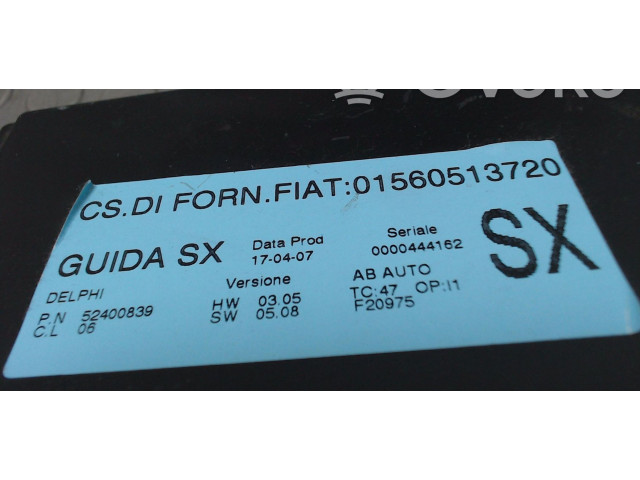 CS.DI FORN.FIAT:01560513720
GUIDA SX Data Prod 17-04-07 Seriale 0000444162 SX
DELPHI Versione AB AUTO
P.N 52400839 HW 03.05 TC:47 OP:I1
C.L 06 SW 05.08 F20975